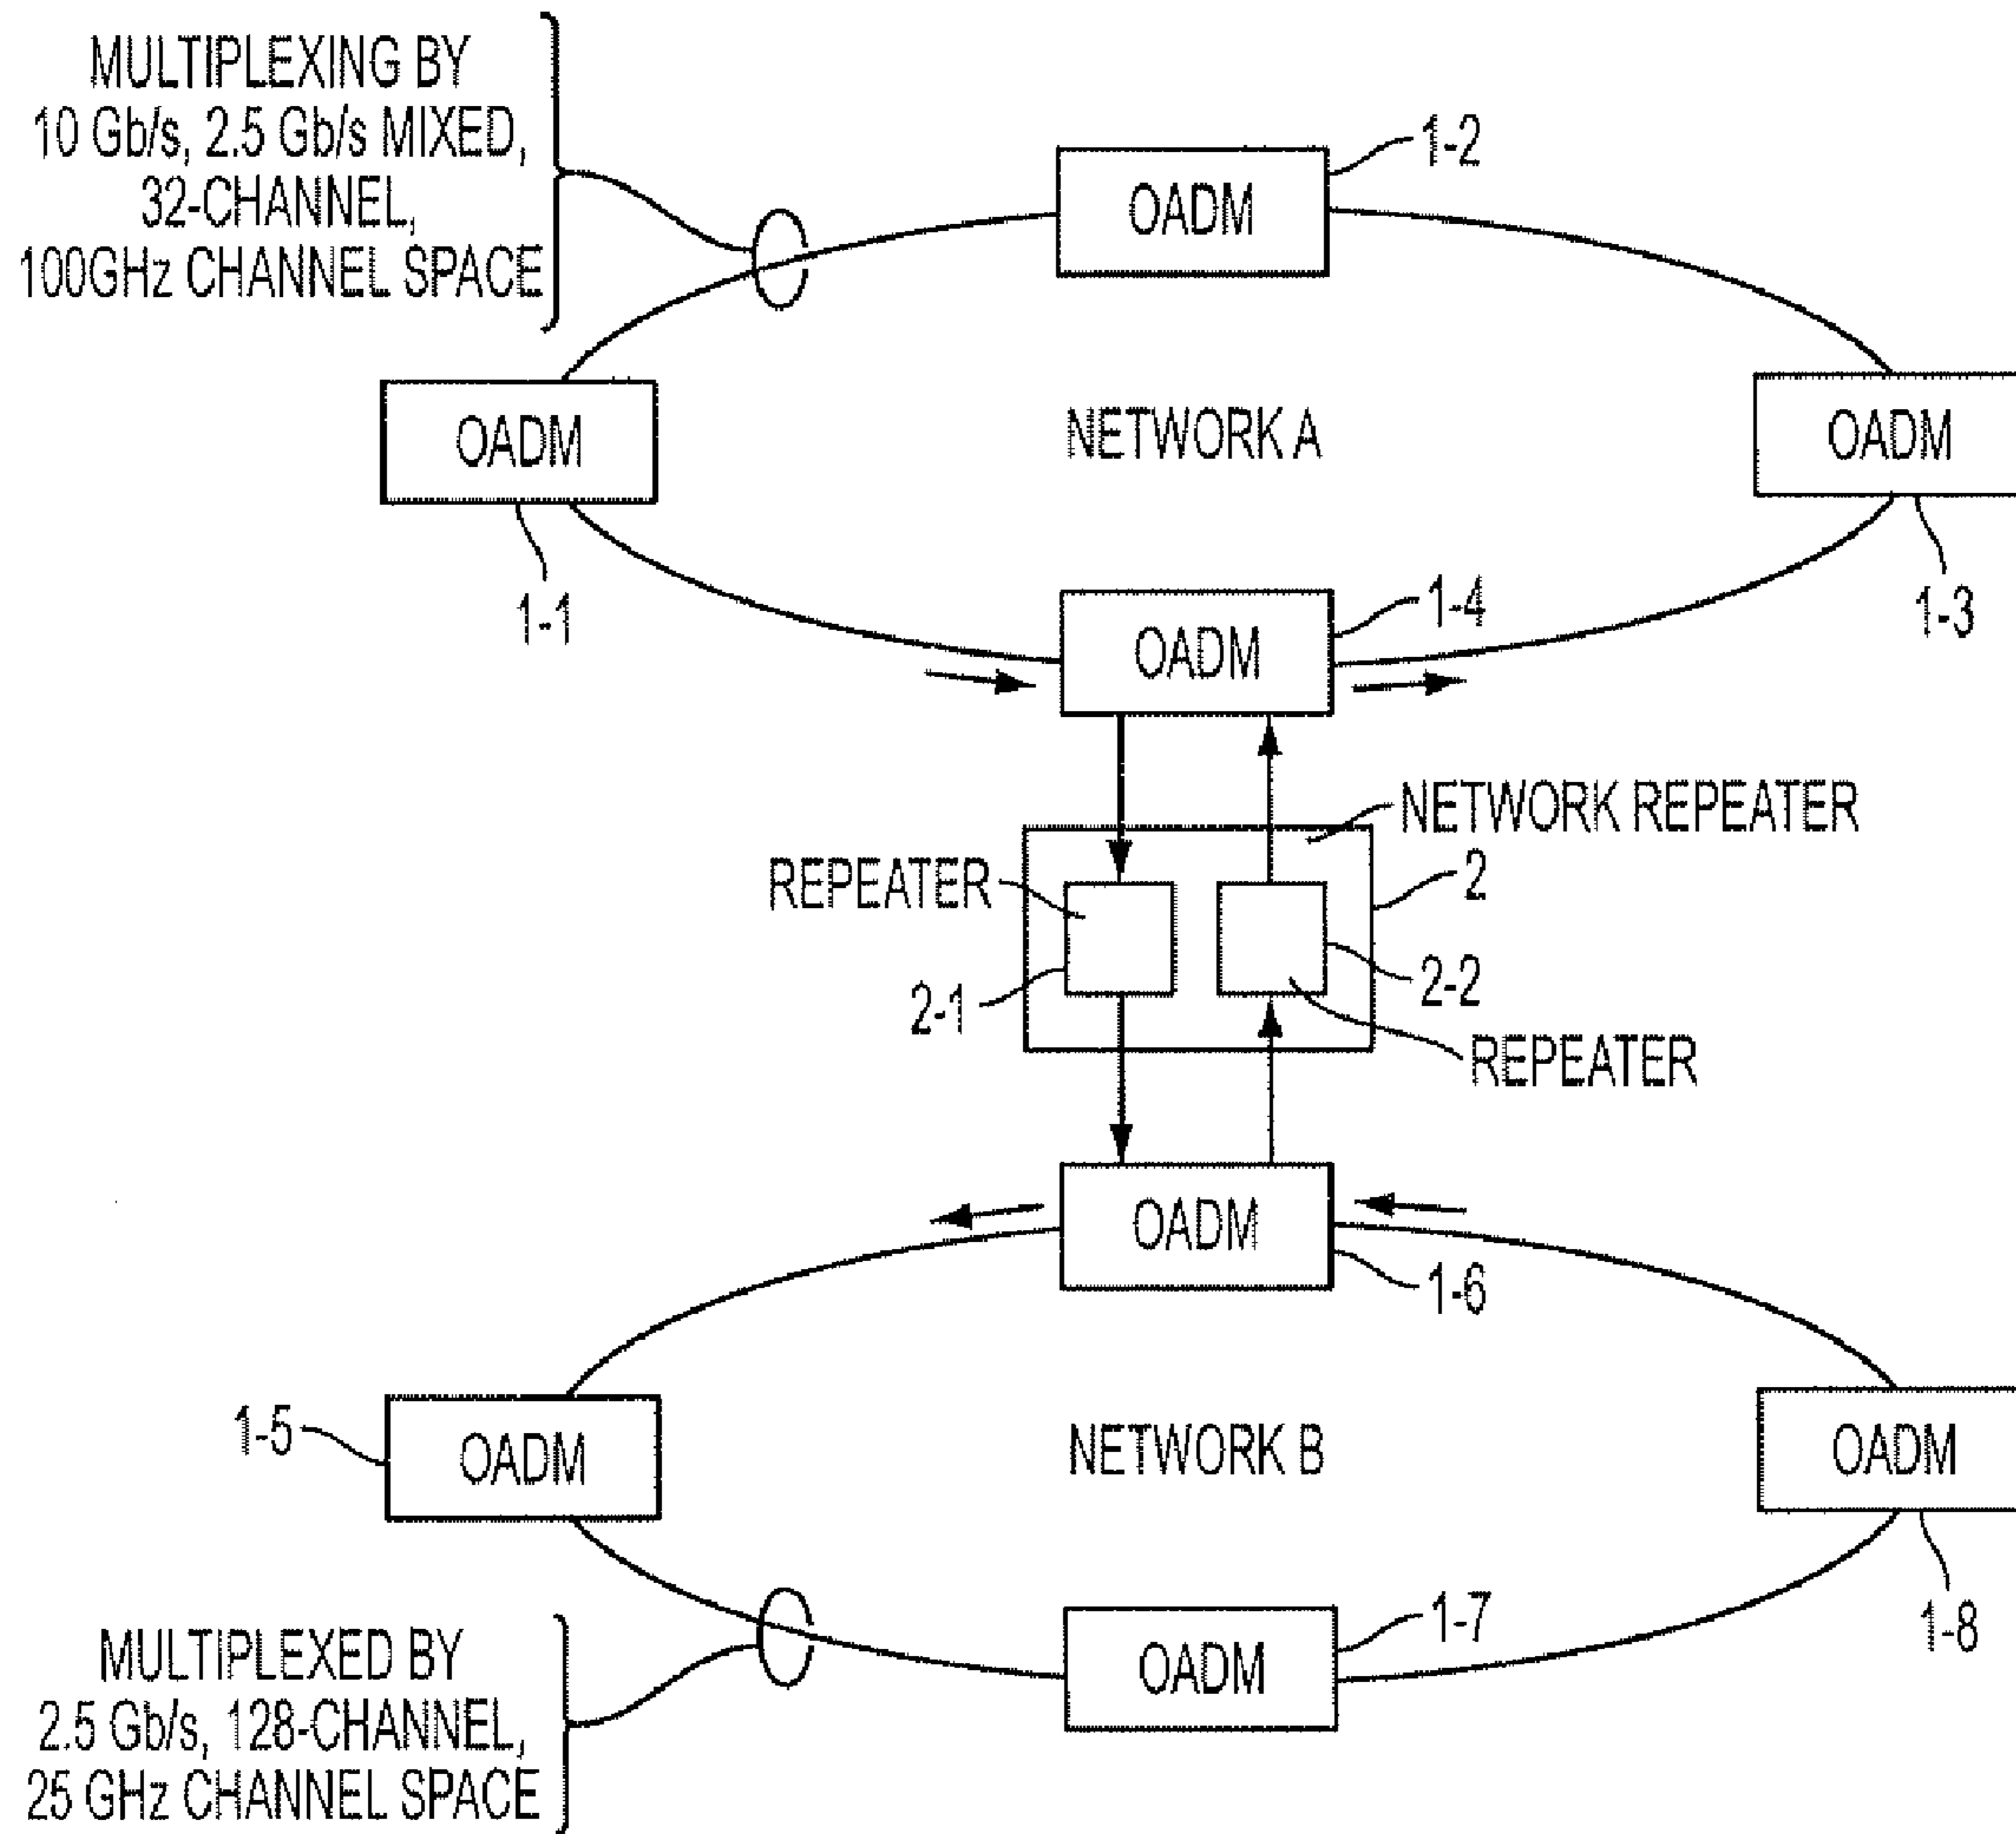 MULTIPLEXING BY
10 Gb/s, 2.5 Gb/s MIXED,
32-CHANNEL,
100GHz CHANNEL SPACE
OADM
1-2
OADM
1-1
NETWORK A
OADM
1-3
OADM
1-4
NETWORK REPEATER
2
REPEATER
2-1
2-2
REPEATER
OADM
1-6
1-5
OADM
NETWORK B
OADM
1-8
OADM
1-7
MULTIPLEXED BY
2.5 Gb/s, 128-CHANNEL,
25 GHz CHANNEL SPACE